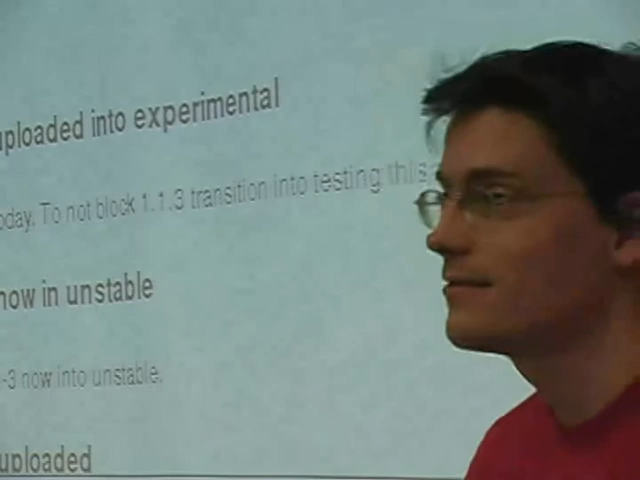 uploaded into experimental
oday. To not block 1.1.3 transition into testing this
now in unstable
-3 now into unstable.
uploaded